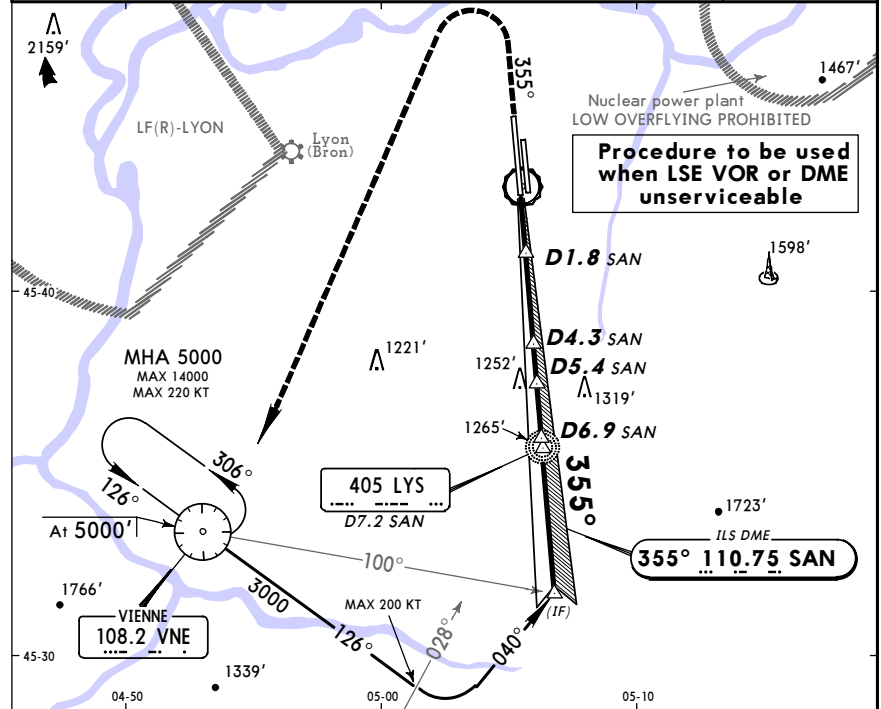 2159'
355°
1467'
Nuclear power plant
LOW OVERFLYING PROHIBITED
LF(R)-LYON
Lyon
(Bron)
Procedure to be used
when LSE VOR or DME
unserviceable
1598'
D1.8 SAN
45-40
D4.3 SAN
MHA 5000
MAX 14000
MAX 220 KT
1221'
1252'
D5.4 SAN
1319'
1265'
D6.9 SAN
306°
126°
405 LYS
D7.2 SAN
355°
1723'
At 5000'
ILS DME
355° 110.75 SAN
100°
3000
1766'
MAX 200 KT
(IF)
VIENNE
108.2 VNE
126°
028°
040°
45-30
1339'
04-50
05-00
05-10